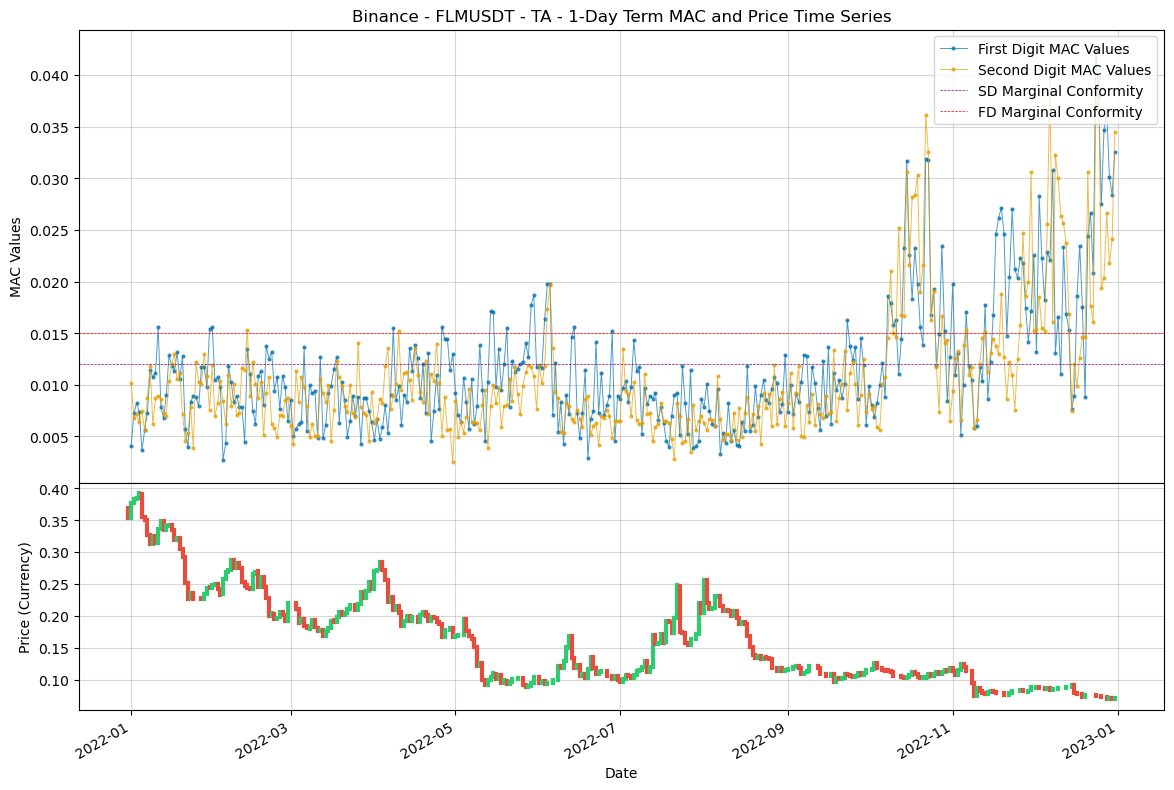 Binance - FLMUSDT - TA - 1-Day Term MAC and Price Time Series
First Digit MAC Values
Second Digit MAC Values
SD Marginal Conformity
FD Marginal Conformity
MAC Values
0.040
0.035
0.030
0.025
0.020
0.015
0.010
0.005
Price (Currency)
0.40
0.35
0.30
0.25
0.20
0.15
0.10
2022-01
2022-03
2022-05
2022-07
2022-09
2022-11
2023-01
Date